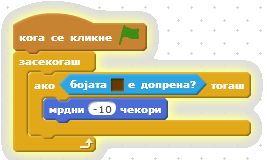 кога се кликне
засекогаш
ако бојата е допрена? тогаш
мрдни -10 чекори